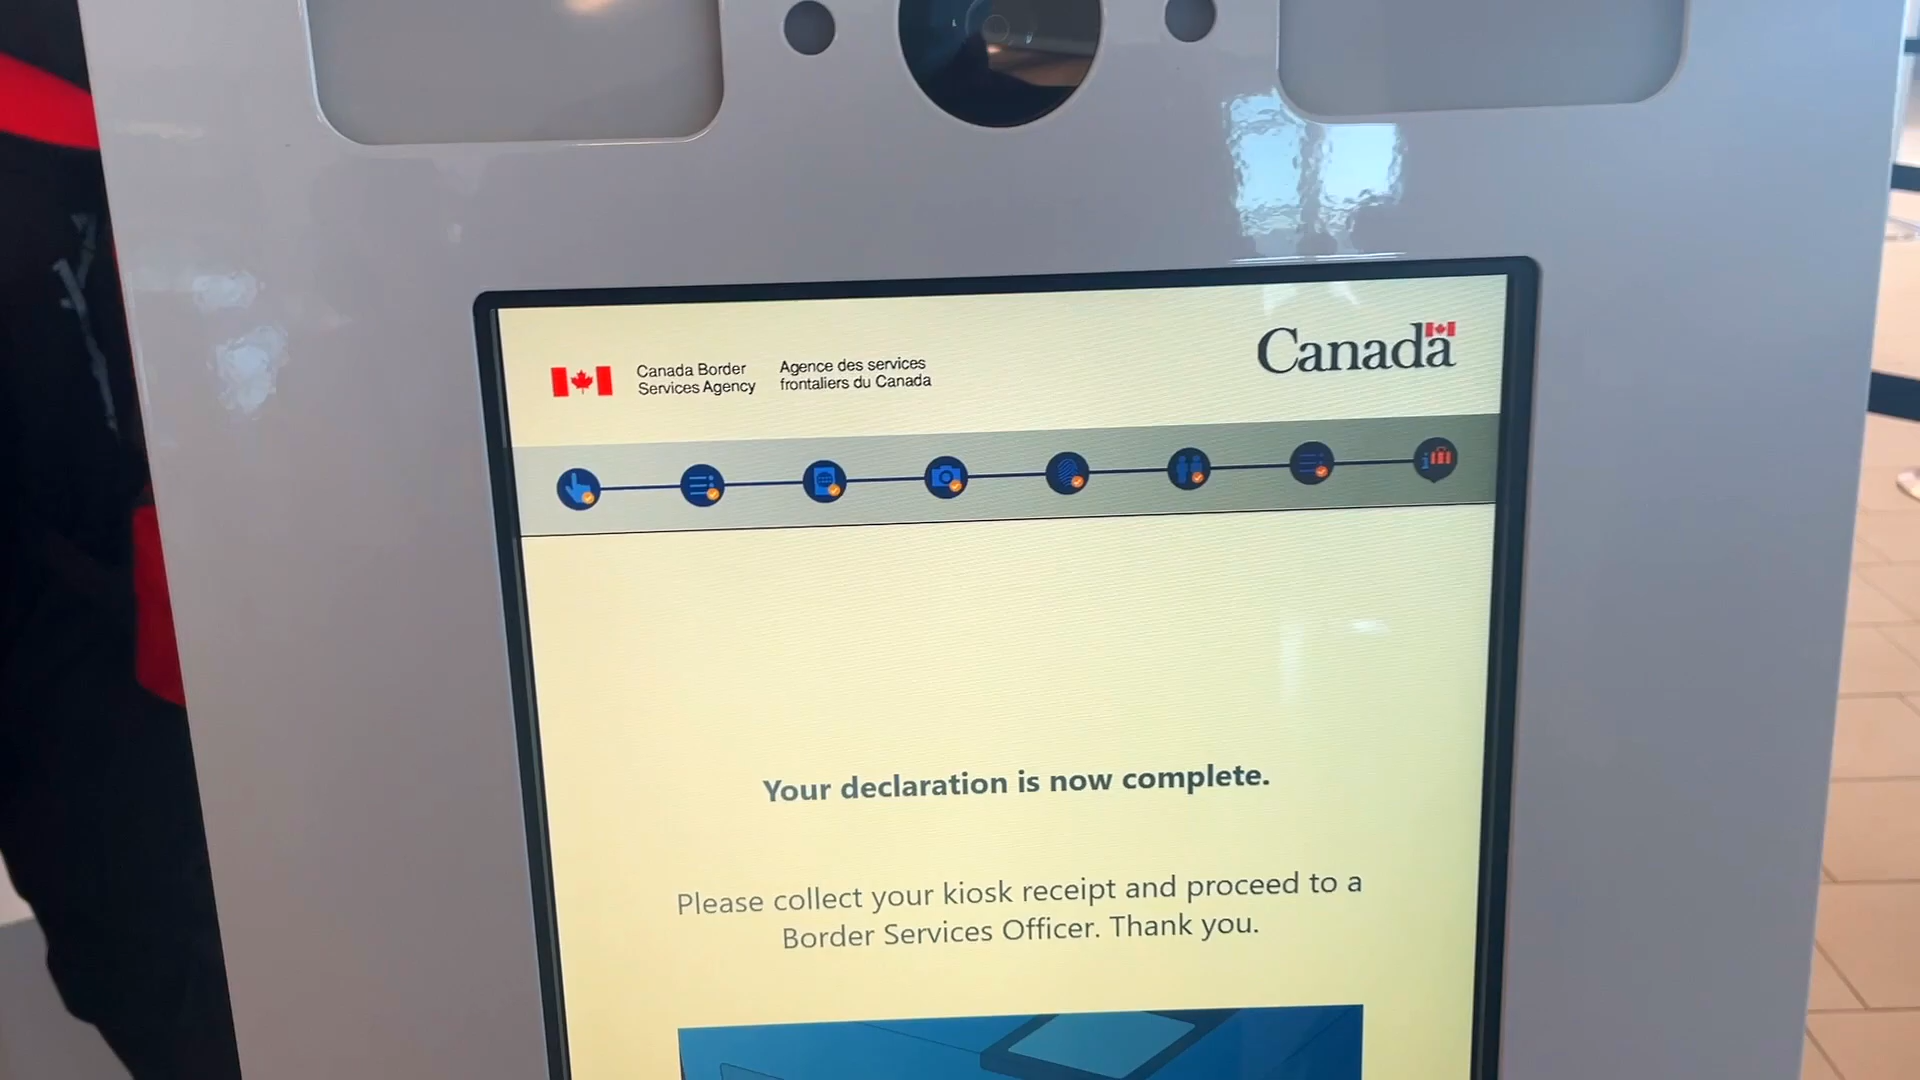 Canada Border
Services Agency
Agence des services
frontaliers du Canada
Canada
Your declaration is now complete.
Please collect your kiosk receipt and proceed to a
Border Services Officer. Thank you.